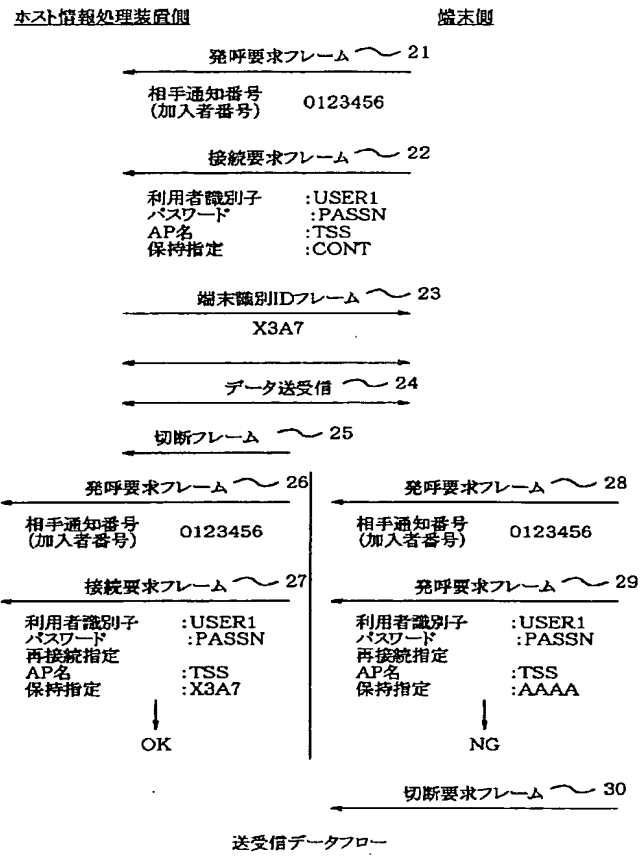 ホスト情報処理装置側 端末側
発呼要求フレーム 21
相手通知番号
(加入者番号) 0123456
接続要求フレーム 22
利用者識別子 :USER1
パスワード :PASSN
AP名 :TSS
保持指定 :CONT
端末識別IDフレーム 23
X3A7
データ送受信 24
切断フレーム 25
発呼要求フレーム 26
相手通知番号
(加入者番号) 0123456
接続要求フレーム 27
利用者識別子 :USER1
パスワード :PASSN
再接続指定
AP名 :TSS
保持指定 :X3A7
OK
発呼要求フレーム 28
相手通知番号
(加入者番号) 0123456
発呼要求フレーム 29
利用者識別子 :USER1
パスワード :PASSN
再接続指定
AP名 :TSS
保持指定 :AAAA
NG
切断要求フレーム 30
送受信データフロー